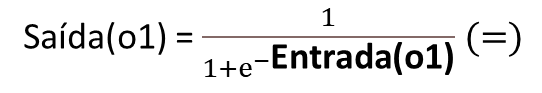 Saída(o1) = 1 / 1+e^−Entrada(o1) (=)